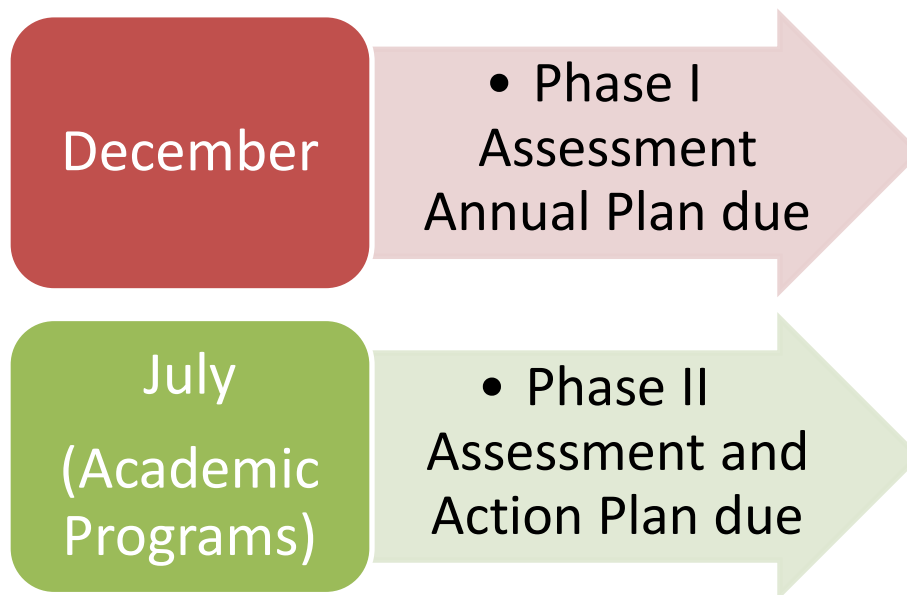 December
• Phase I
Assessment
Annual Plan due
July
(Academic
Programs)
• Phase II
Assessment and
Action Plan due